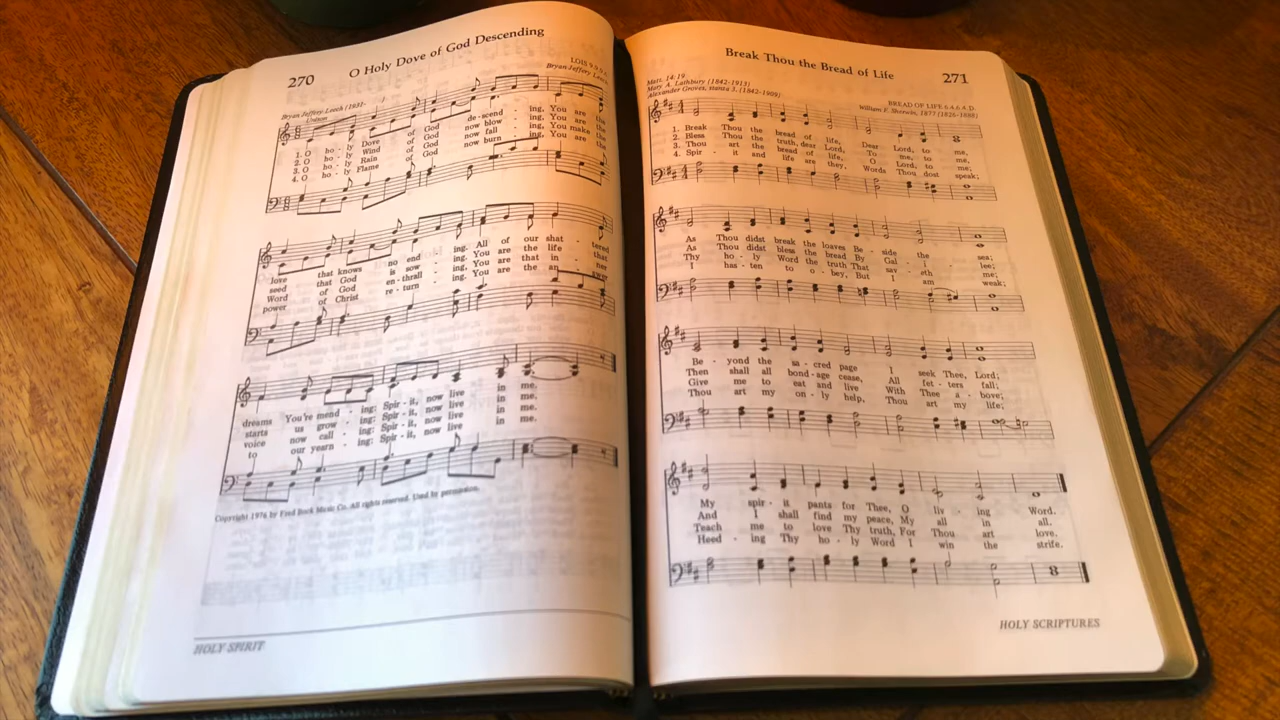 270
O Holy Dove of God Descending
LOIS 9.9.9.
Bryan Jeffery Leech
Bryan Jeffery Leech (1931-
Unison
1. O ho - ly Dove of God de - scend - ing, You are the
2. O ho - ly Wind of God now blow - ing, You are the
3. O ho - ly Rain of God now fall - ing, You make the
4. O ho - ly Flame of God now burn - ing, You are the
love that knows no end - ing. All of our shat - tered
seed that God is sow - ing. You are the life that
Word of God en - thrall - ing. You are that in - ner
power of Christ re - turn - ing. You are the an - swer
dreams You're mend - ing: Spir - it, now live in me.
starts us grow - ing: Spir - it, now live in me.
voice now call - ing: Spir - it, now live in me.
to our yearn - ing: Spir - it, now live in me.
Copyright 1976 by Fred Bock Music Co. All rights reserved. Used by permission.
HOLY SPIRIT
Break Thou the Bread of Life
271
Matt. 14:19
Mary A. Lathbury (1842-1913)
Alexander Groves, stanza 3. (1842-1909)
BREAD OF LIFE 6.4.6.4.D.
William F. Sherwin, 1877 (1826-1888)
1. Break Thou the bread of life, Dear Lord, to me,
2. Bless Thou the truth, dear Lord, To me, to me,
3. Thou art the bread of life, O Lord, to me;
4. Spir - it and life are they, Words Thou dost speak;
As Thou didst break the loaves Be - side the sea;
As Thou didst bless the bread By Gal - i - lee;
Thy ho - ly Word the truth That sav - eth me;
I has - ten to o - bey, But I am weak;
Be - yond the sa - cred page I seek Thee, Lord;
Then shall all bond - age cease, All fet - ters fall;
Give me to eat and live With Thee a - bove;
Thou art my on - ly help, Thou art my life;
My spir - it pants for Thee, O liv - ing Word.
And I shall find my peace, My all in all.
Teach me to love Thy truth, For Thou art love.
Heed - ing Thy ho - ly Word I win the strife.
HOLY SCRIPTURES